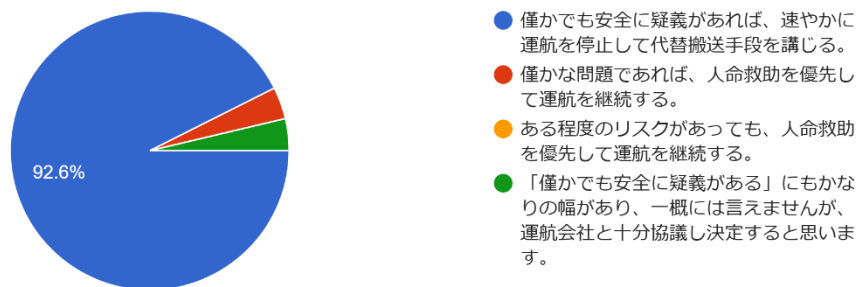 92.6%
僅かでも安全に疑義があれば、速やかに
運航を停止して代替搬送手段を講じる。
僅かな問題であれば、人命救助を優先し
て運航を継続する。
ある程度のリスクがあっても、人命救助
を優先して運航を継続する。
「僅かでも安全に疑義がある」にもかな
りの幅があり、一概には言えませんが、
運航会社と十分協議し決定すると思いま
す。